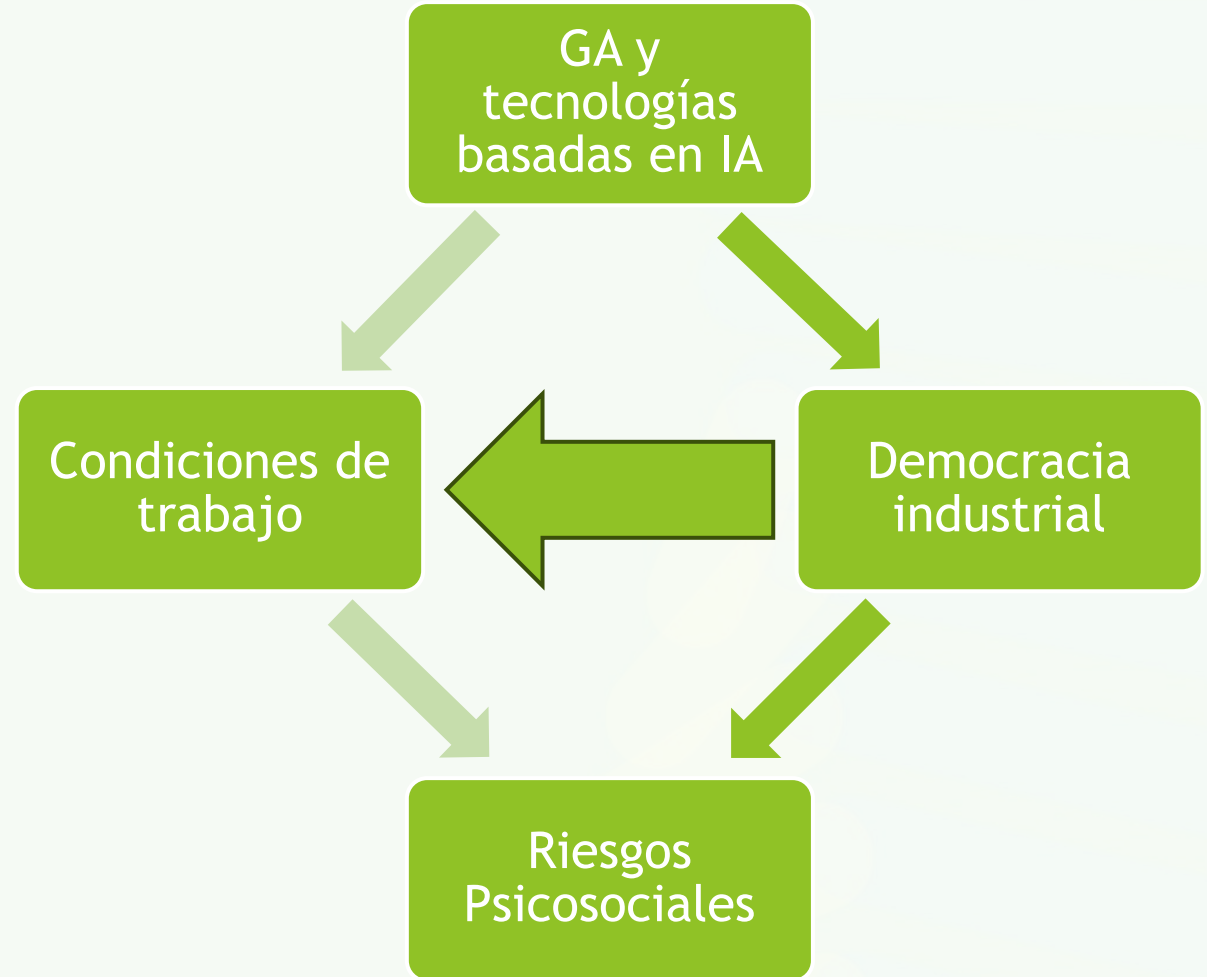 GA y
tecnologías
basadas en IA
Condiciones de
trabajo
Democracia
industrial
Riesgos
Psicosociales